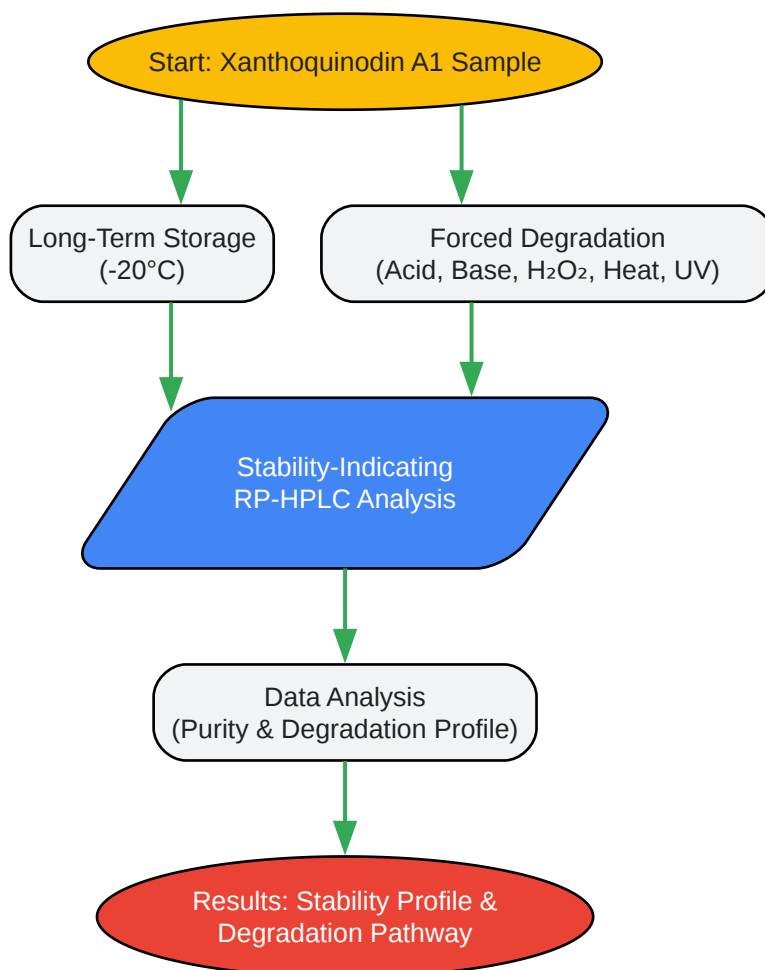 Start: Xanthoquinodin A1 Sample
Long-Term Storage
(-20°C)
Forced Degradation
(Acid, Base, H₂O₂, Heat, UV)
Stability-Indicating
RP-HPLC Analysis
Data Analysis
(Purity & Degradation Profile)
Results: Stability Profile &
Degradation Pathway